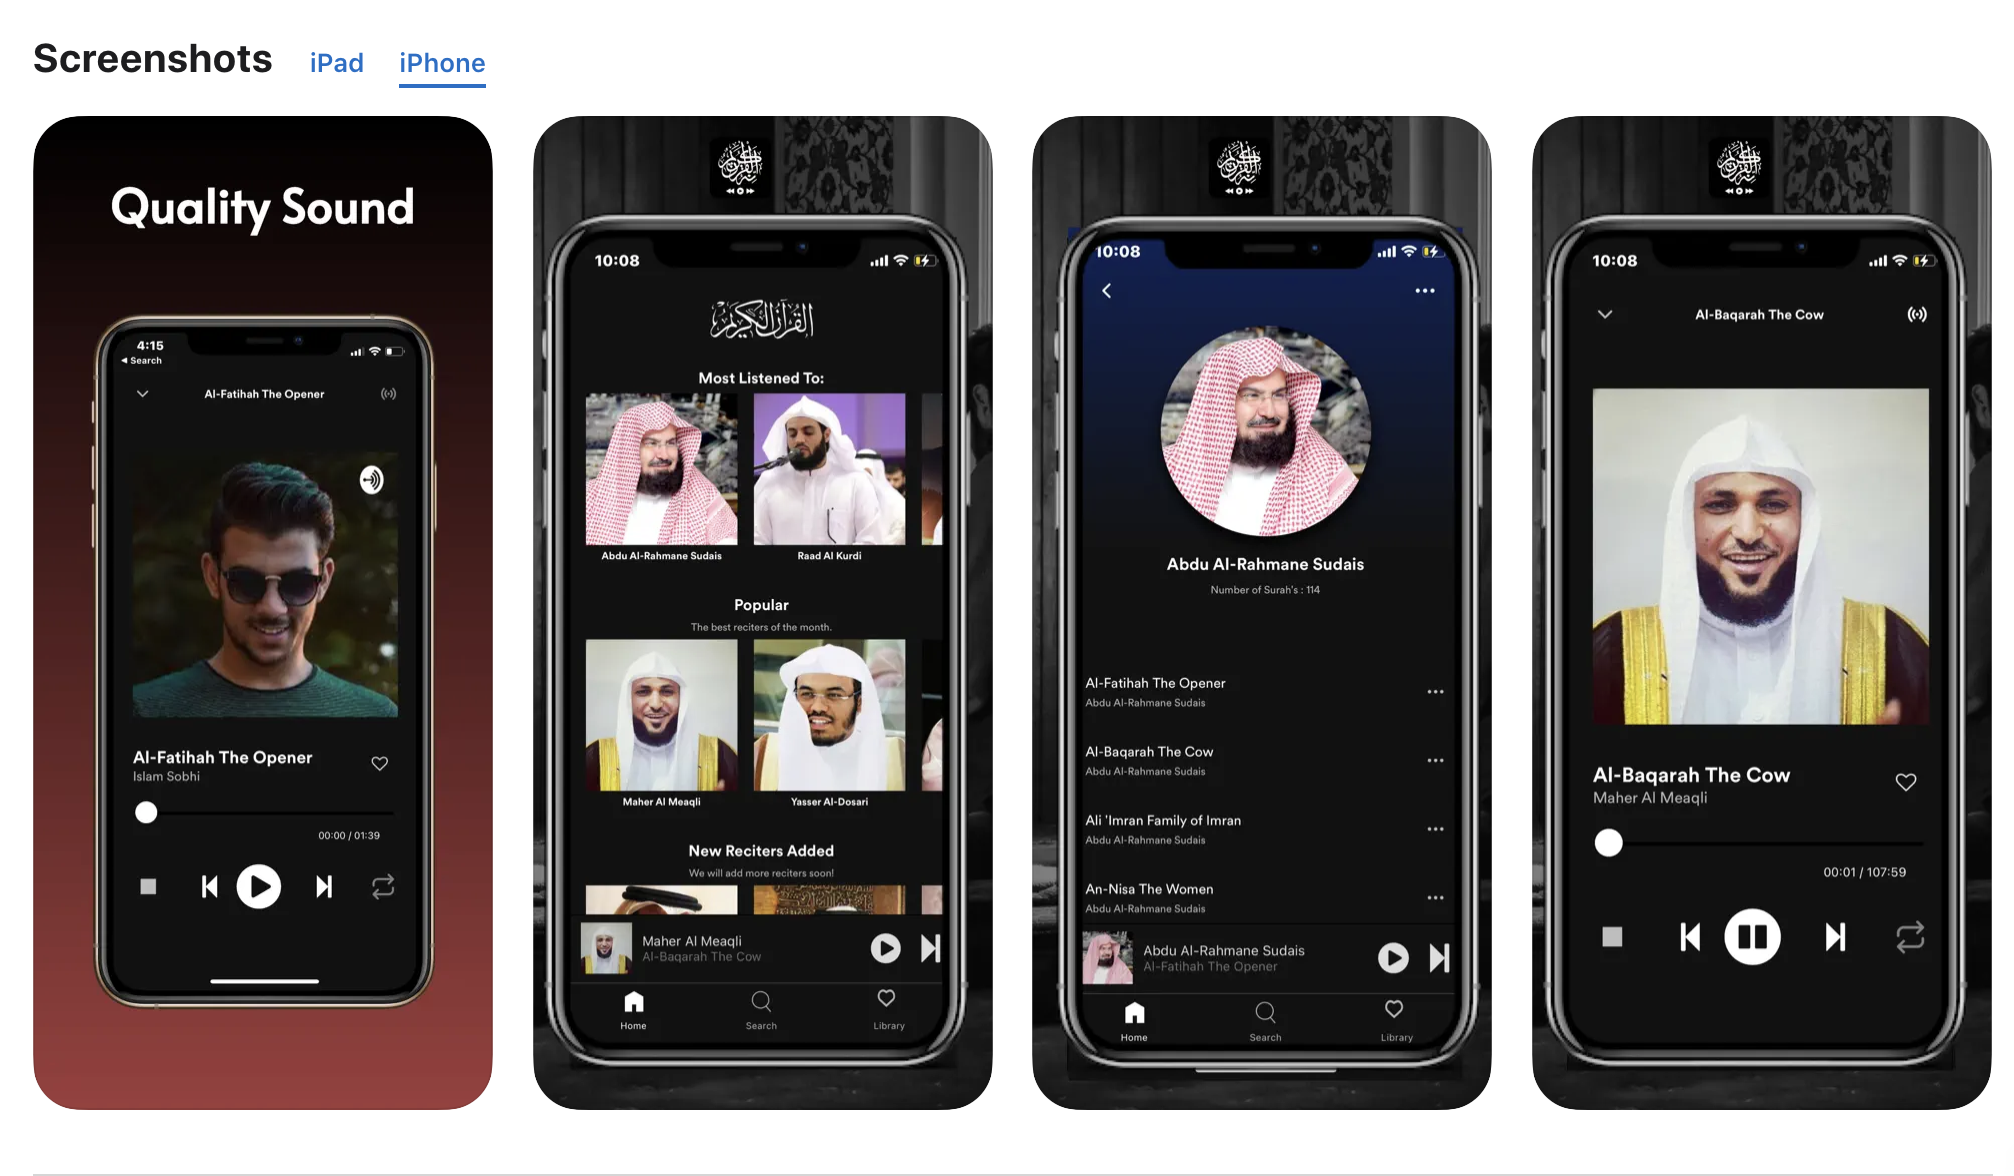 Screenshots iPad iPhone
Quality Sound
4:15
Search
Al-Fatihah The Opener
Al-Fatihah The Opener
Islam Sobhi
00:00 / 01:39
10:08
القرآن الكريم
Most Listened To:
Abdu Al-Rahmane Sudais
Raad Al Kurdi
Popular
The best reciters of the month.
Maher Al Meaqli
Yasser Al-Dosari
New Reciters Added
We will add more reciters soon!
Maher Al Meaqli
Al-Baqarah The Cow
Home
Search
Library
10:08
Abdu Al-Rahmane Sudais
Number of Surah's : 114
Al-Fatihah The Opener
Abdu Al-Rahmane Sudais
Al-Baqarah The Cow
Abdu Al-Rahmane Sudais
Ali 'Imran Family of Imran
Abdu Al-Rahmane Sudais
An-Nisa The Women
Abdu Al-Rahmane Sudais
Abdu Al-Rahmane Sudais
Al-Fatihah The Opener
Home
Search
Library
10:08
Al-Baqarah The Cow
Al-Baqarah The Cow
Maher Al Meaqli
00:01 / 107:59